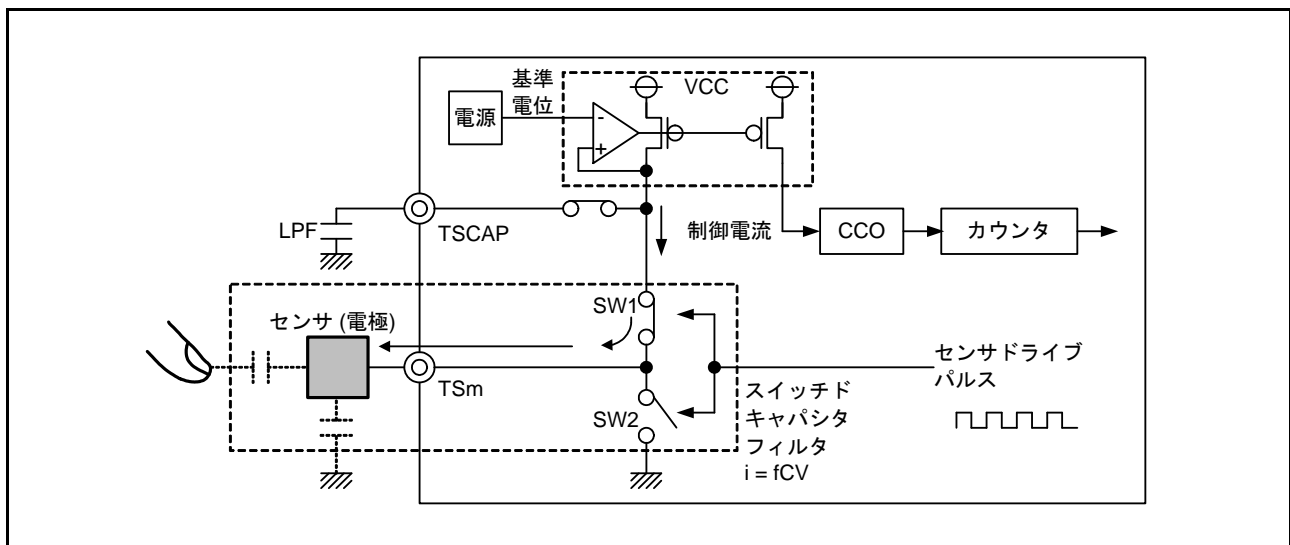 基準
電位
VCC
電源
-
+
LPF
TSCAP
制御電流
CCO
カウンタ
センサ (電極)
SW1
TSm
SW2
スイッチド
キャパシタ
フィルタ
i = fCV
センサドライブ
パルス